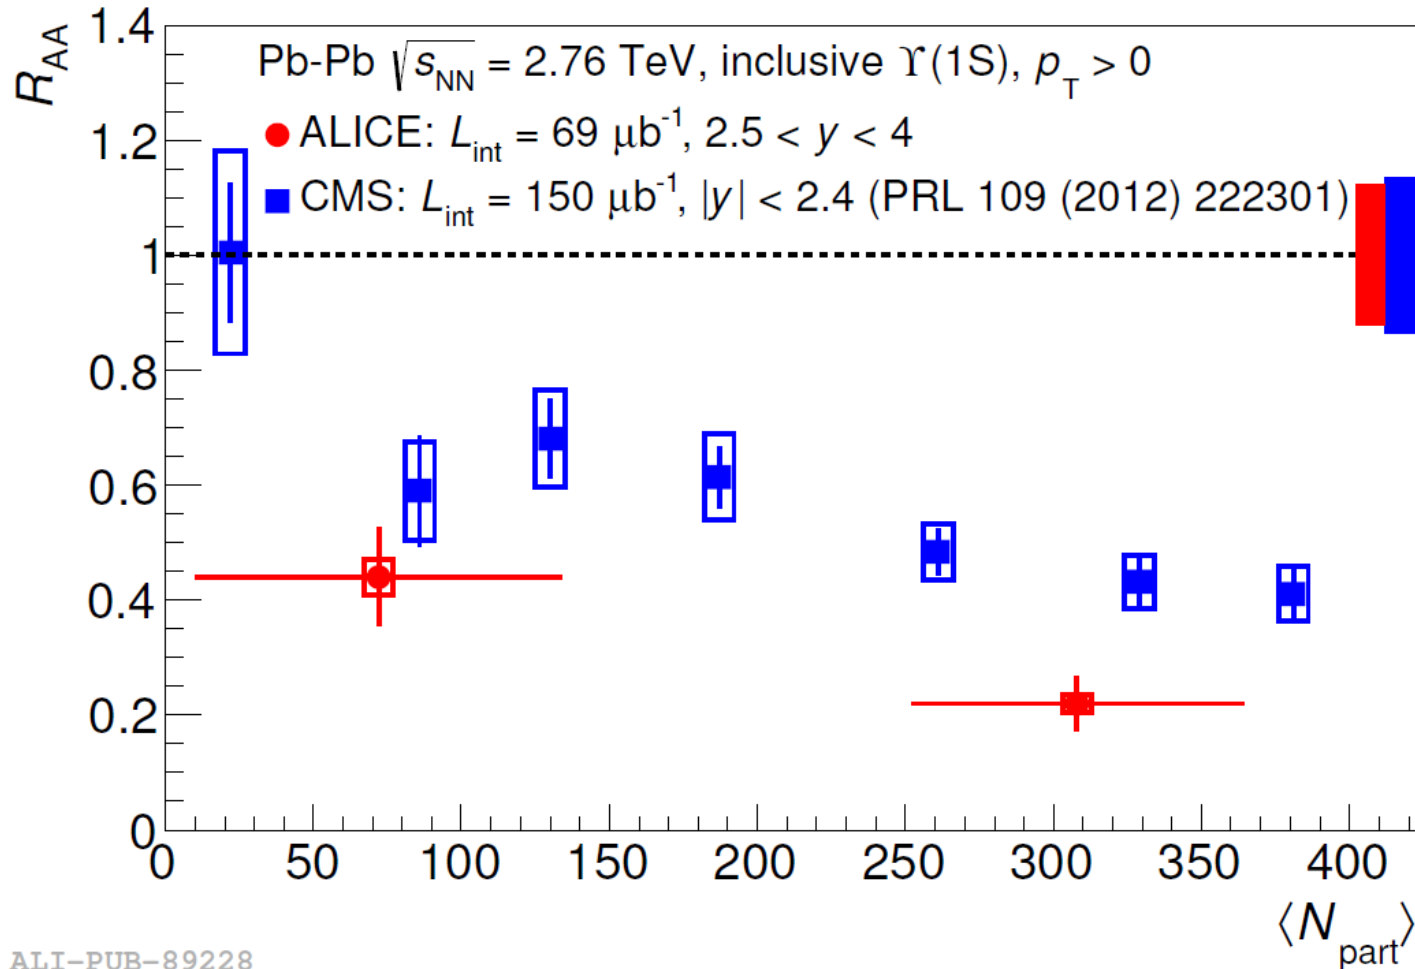 R_AA
1.4
Pb-Pb √s_NN = 2.76 TeV, inclusive ϒ(1S), p_T > 0
1.2
ALICE: L_int = 69 μb⁻¹, 2.5 < y < 4
CMS: L_int = 150 μb⁻¹, |y| < 2.4 (PRL 109 (2012) 222301)
1
0.8
0.6
0.4
0.2
0
0 50 100 150 200 250 300 350 400
⟨N_part⟩
ALI-PUB-89228